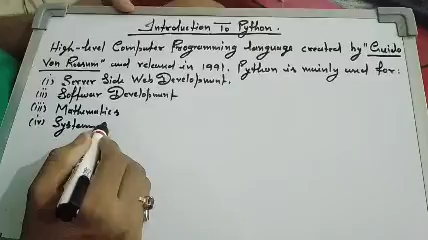 Introduction To Python.
High-level Computer Programming language created by "Guido
Von Rossum" and released in 1991. Python is mainly used for:
(i) Server Side Web Development.
(ii) Softwar Development
(iii) Mathematics
(iv) System